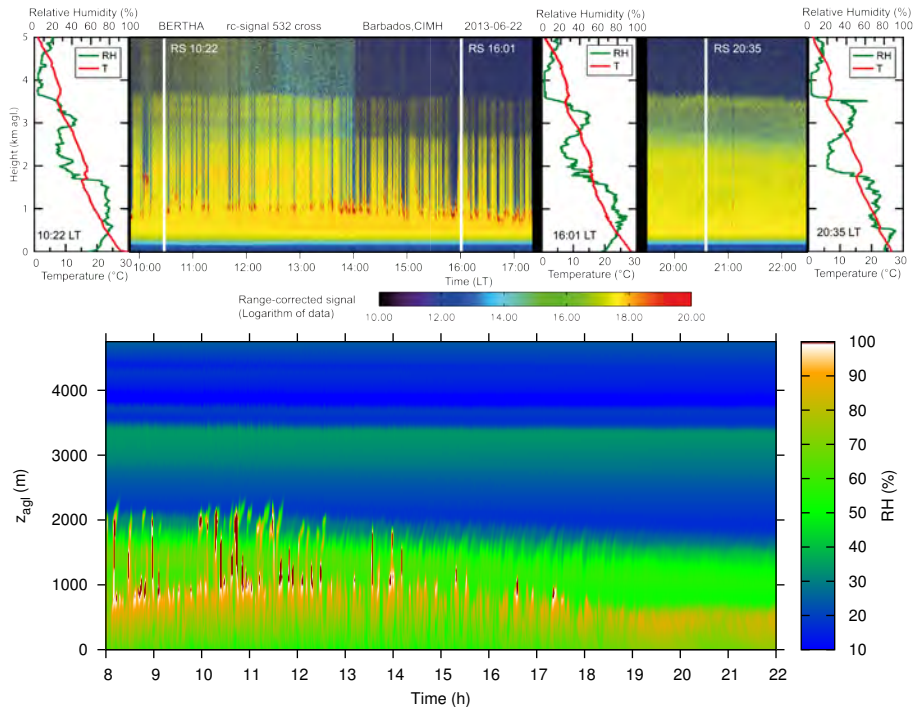 Relative Humidity (%) BERTHA rc-signal 532 cross Barbados,CIMH 2013-06-22 Relative Humidity (%) Relative Humidity (%)
0 20 40 60 80 100 0 20 40 60 80 100 0 20 40 60 80 100
5
4
3
2
1
0
Height (km agl.)
RH
T
10:22 LT
0 10 20 30
Temperature (°C)
RS 10:22
RS 16:01
10:00 11:00 12:00 13:00 14:00 15:00 16:00 17:00
Time (LT)
RH
T
16:01 LT
0 10 20 30
Temperature (°C)
RS 20:35
20:00 21:00 22:00
RH
T
20:35 LT
0 10 20 30
Temperature (°C)
Range-corrected signal
(Logarithm of data)
10.00 12.00 14.00 16.00 18.00 20.00
z agl (m)
4000
3000
2000
1000
0
8 9 10 11 12 13 14 15 16 17 18 19 20 21 22
Time (h)
100
90
80
70
60
50
40
30
20
10
RH (%)